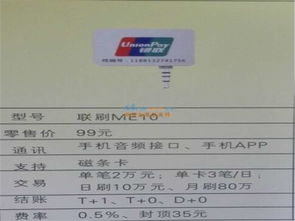 UnionPay
银联
型号 联刷ME10
零售价 99元
通讯 手机音频接口、手机APP
支持 磁条卡
交易 单笔2万元；单卡3笔/日；
日刷10万元、月刷80万
结账 T+1、T+0、D+0
费率 0.5%、封顶35元